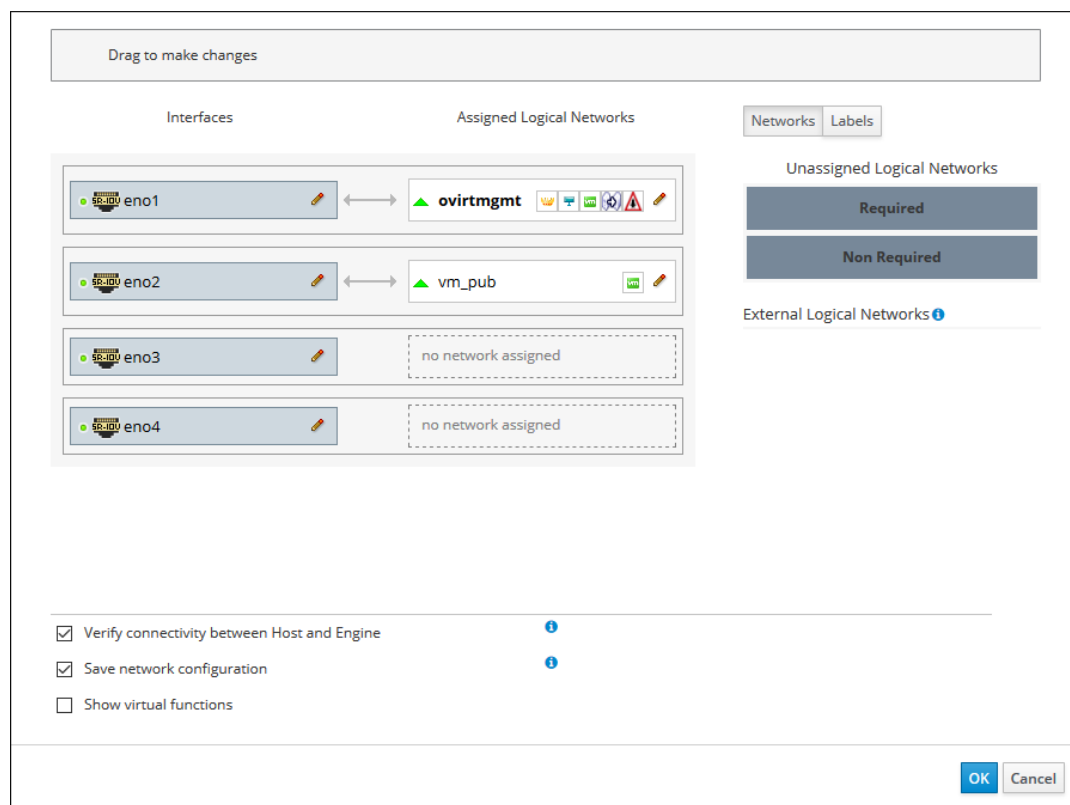 Drag to make changes
Interfaces
Assigned Logical Networks
Networks
Labels
Unassigned Logical Networks
Required
Non Required
External Logical Networks
SR-IOV eno1
ovirtmgmt
vm
SR-IOV eno2
vm_pub
vm
SR-IOV eno3
no network assigned
SR-IOV eno4
no network assigned
Verify connectivity between Host and Engine
Save network configuration
Show virtual functions
OK
Cancel